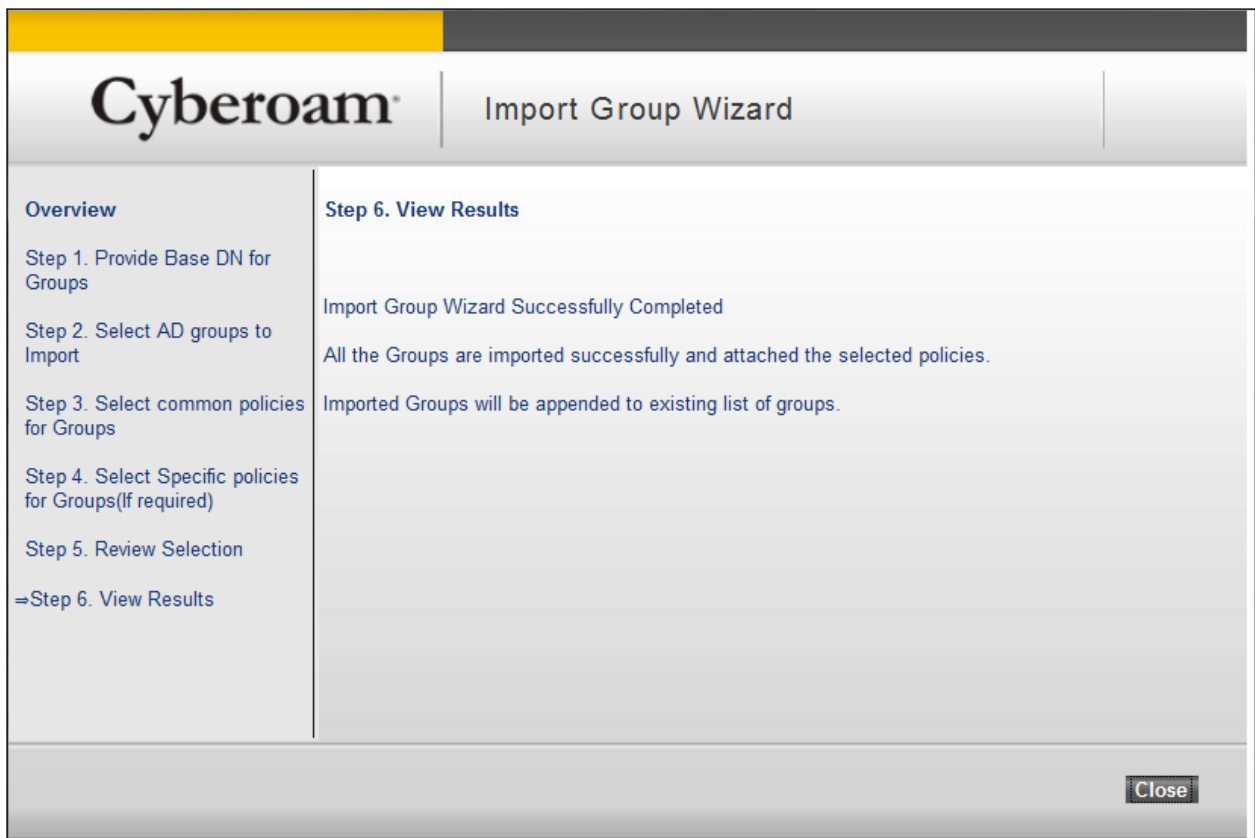 Cyberoam
Import Group Wizard
Overview
Step 1. Provide Base DN for
Groups
Step 2. Select AD groups to
Import
Step 3. Select common policies
for Groups
Step 4. Select Specific policies
for Groups(If required)
Step 5. Review Selection
⇒Step 6. View Results
Step 6. View Results
Import Group Wizard Successfully Completed
All the Groups are imported successfully and attached the selected policies.
Imported Groups will be appended to existing list of groups.
Close